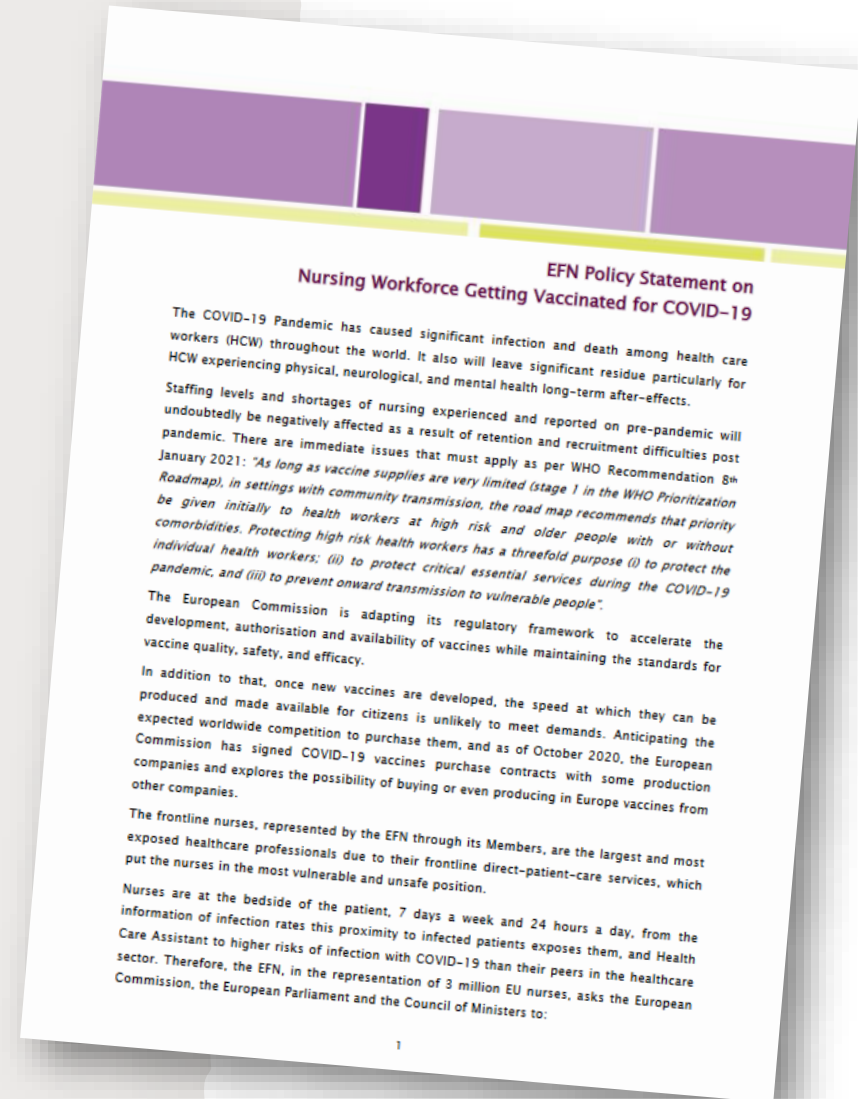 EFN Policy Statement on
Nursing Workforce Getting Vaccinated for COVID-19
The COVID-19 Pandemic has caused significant infection and death among health care
workers (HCW) throughout the world. It also will leave significant residue particularly for
HCW experiencing physical, neurological, and mental health long-term after-effects.
Staffing levels and shortages of nursing experienced and reported on pre-pandemic will
undoubtedly be negatively affected as a result of retention and recruitment difficulties post
pandemic. There are immediate issues that must apply as per WHO Recommendation 8th
January 2021: "As long as vaccine supplies are very limited (stage 1 in the WHO Prioritization
Roadmap), in settings with community transmission, the road map recommends that priority
be given initially to health workers at high risk and older people with or without
comorbidities. Protecting high risk health workers has a threefold purpose (i) to protect the
individual health workers; (ii) to protect critical essential services during the COVID-19
pandemic, and (iii) to prevent onward transmission to vulnerable people".
The European Commission is adapting its regulatory framework to accelerate the
development, authorisation and availability of vaccines while maintaining the standards for
vaccine quality, safety, and efficacy.
In addition to that, once new vaccines are developed, the speed at which they can be
produced and made available for citizens is unlikely to meet demands. Anticipating the
expected worldwide competition to purchase them, and as of October 2020, the European
Commission has signed COVID-19 vaccines purchase contracts with some production
companies and explores the possibility of buying or even producing in Europe vaccines from
other companies.
The frontline nurses, represented by the EFN through its Members, are the largest and most
exposed healthcare professionals due to their frontline direct-patient-care services, which
put the nurses in the most vulnerable and unsafe position.
Nurses are at the bedside of the patient, 7 days a week and 24 hours a day, from the
information of infection rates this proximity to infected patients exposes them, and Health
Care Assistant to higher risks of infection with COVID-19 than their peers in the healthcare
sector. Therefore, the EFN, in the representation of 3 million EU nurses, asks the European
Commission, the European Parliament and the Council of Ministers to:
1